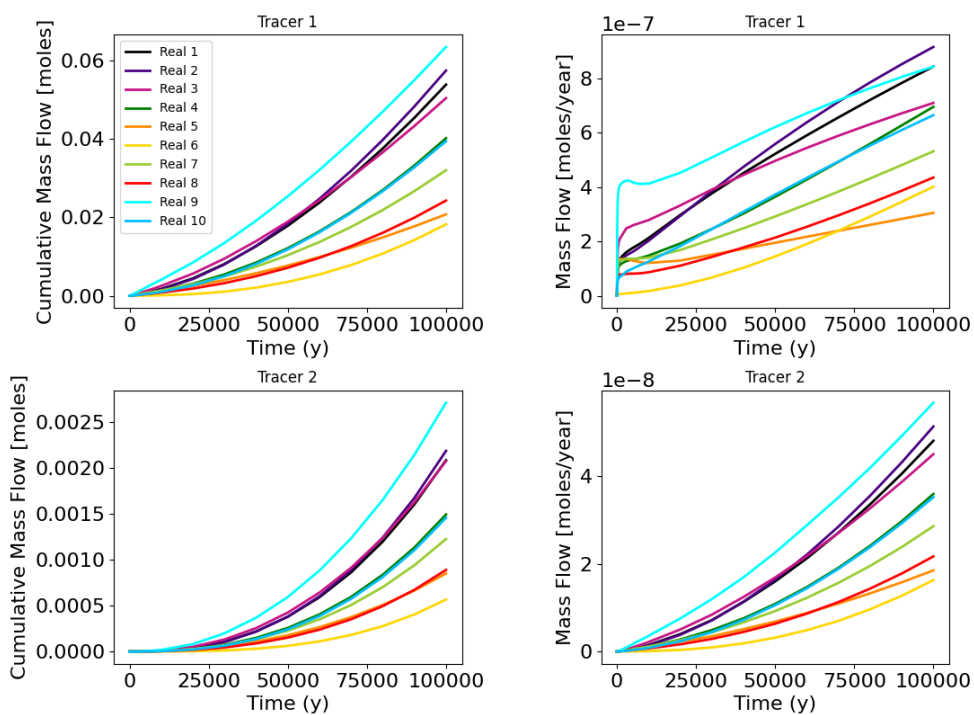 Tracer 1
Cumulative Mass Flow [moles]
0.06
0.04
0.02
0.00
Real 1
Real 2
Real 3
Real 4
Real 5
Real 6
Real 7
Real 8
Real 9
Real 10
0 25000 50000 75000 100000
Time (y)
Tracer 1
1e−7
Mass Flow [moles/year]
8
6
4
2
0
0 25000 50000 75000 100000
Time (y)
Tracer 2
Cumulative Mass Flow [moles]
0.0025
0.0020
0.0015
0.0010
0.0005
0.0000
0 25000 50000 75000 100000
Time (y)
Tracer 2
1e−8
Mass Flow [moles/year]
4
2
0
0 25000 50000 75000 100000
Time (y)